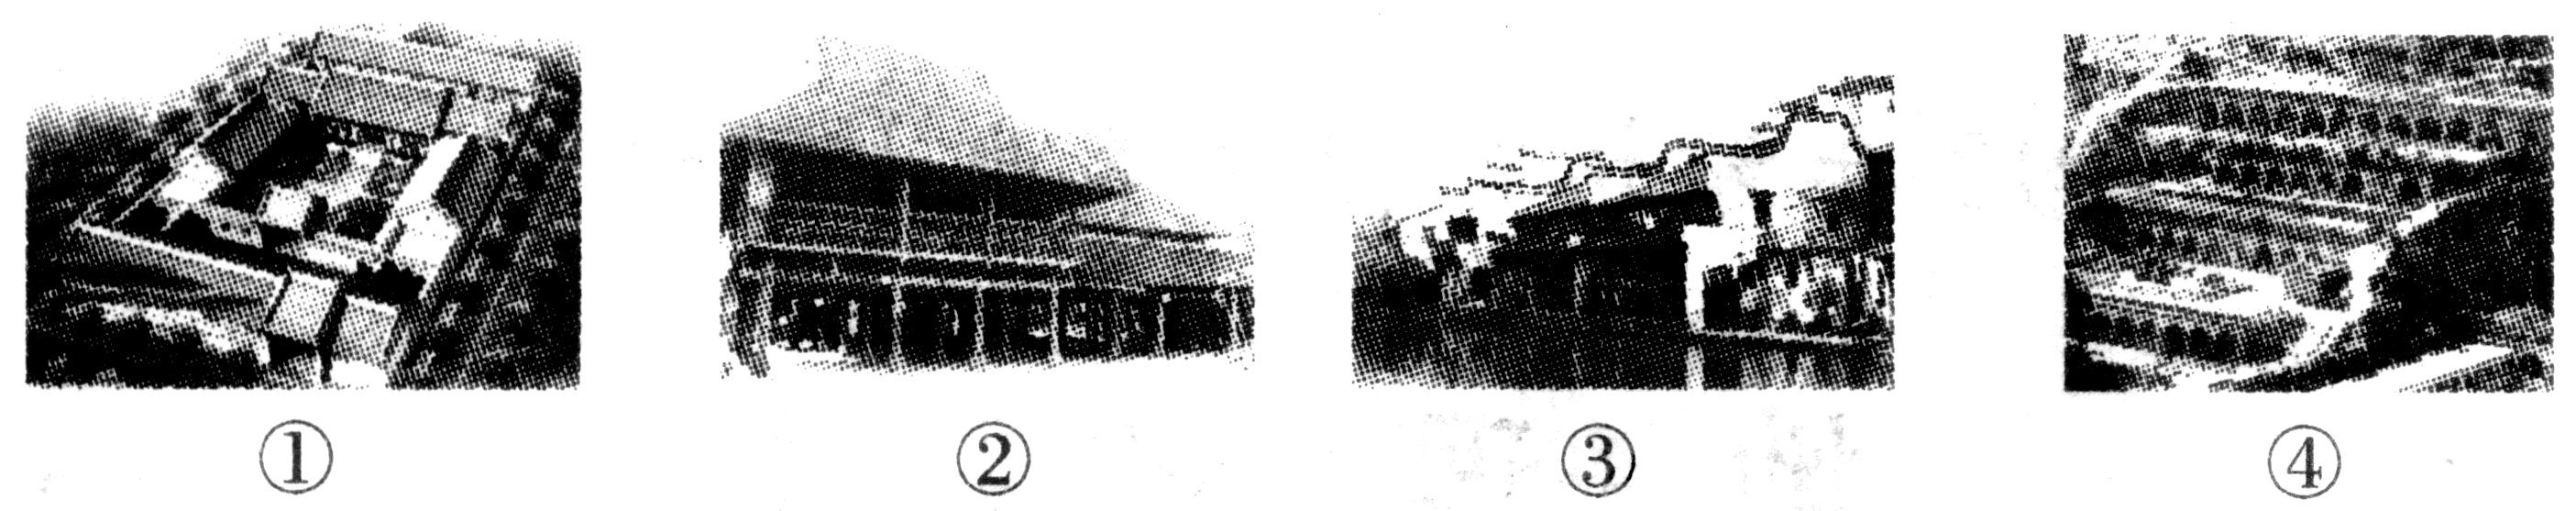 ① ② ③ ④